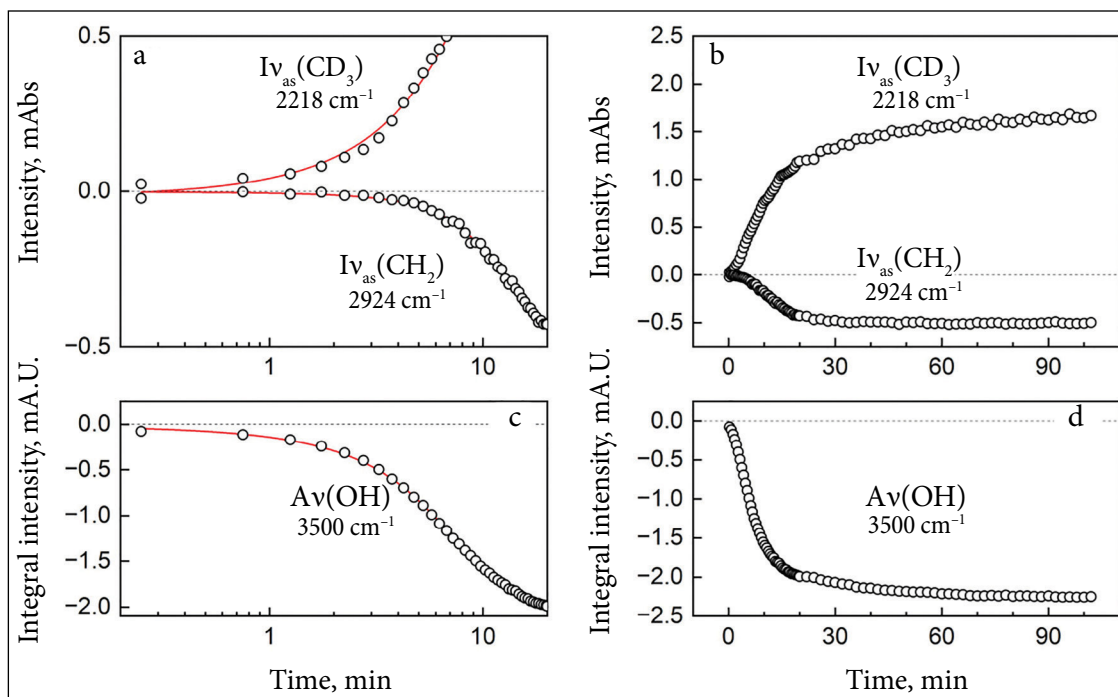 a
0.5
0.0
−0.5
Intensity, mAbs
Iν_as(CD₃)
2218 cm⁻¹
Iν_as(CH₂)
2924 cm⁻¹
1
10
b
2.5
2.0
1.5
1.0
0.5
0.0
−0.5
Intensity, mAbs
Iν_as(CD₃)
2218 cm⁻¹
Iν_as(CH₂)
2924 cm⁻¹
0
30
60
90
c
0.0
−0.5
−1.0
−1.5
−2.0
Integral intensity, mA.U.
Aν(OH)
3500 cm⁻¹
1
10
Time, min
d
0.0
−0.5
−1.0
−1.5
−2.0
−2.5
Integral intensity, mA.U.
Aν(OH)
3500 cm⁻¹
0
30
60
90
Time, min